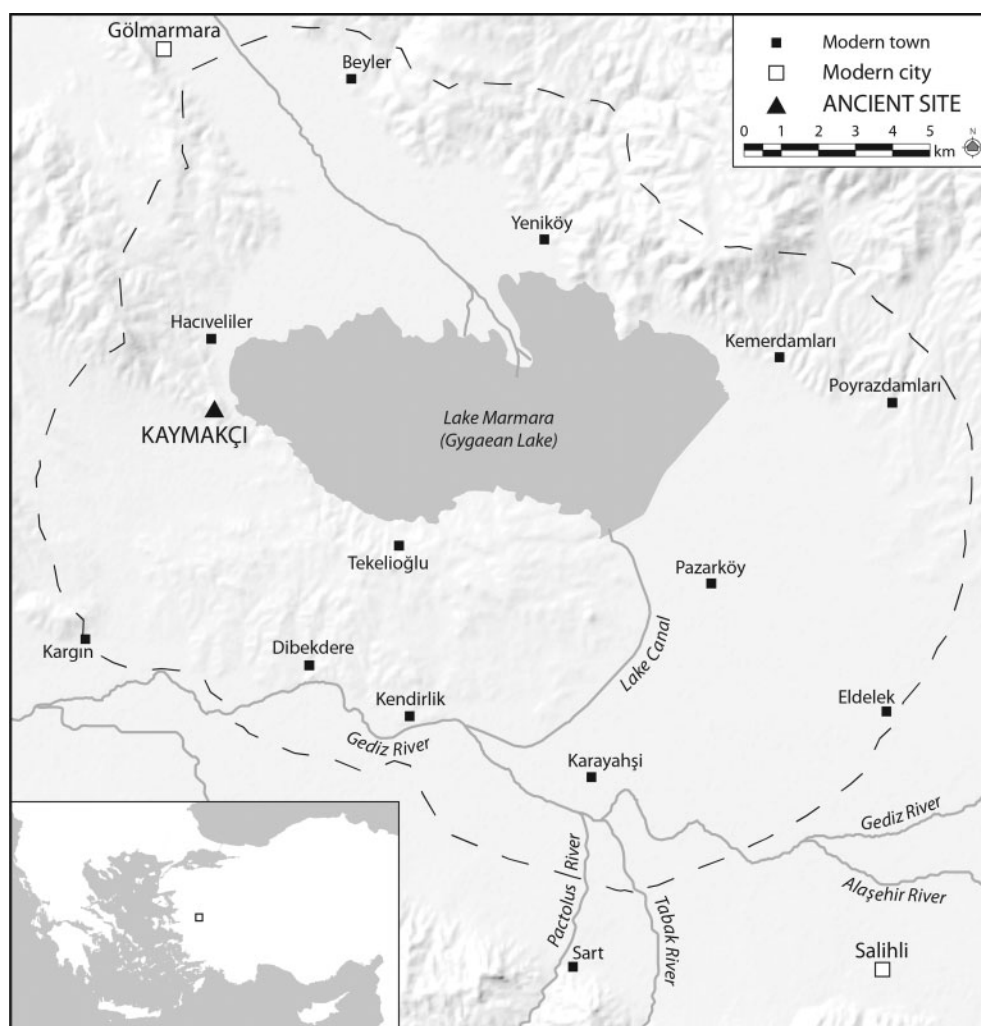 Gölmarmara
Beyler
Modern town
Modern city
ANCIENT SITE
0 1 2 3 4 5
km
N
Yeniköy
Hacıveliler
Kemerdamları
Poyrazdamları
KAYMAKÇI
Lake Marmara
(Gygaean Lake)
Tekelioğlu
Pazarköy
Kargın
Dibekdere
Lake Canal
Kendirlik
Eldelek
Gediz River
Karayahşi
Gediz River
Alaşehir River
Pactolus River
Tabak River
Sart
Salihli